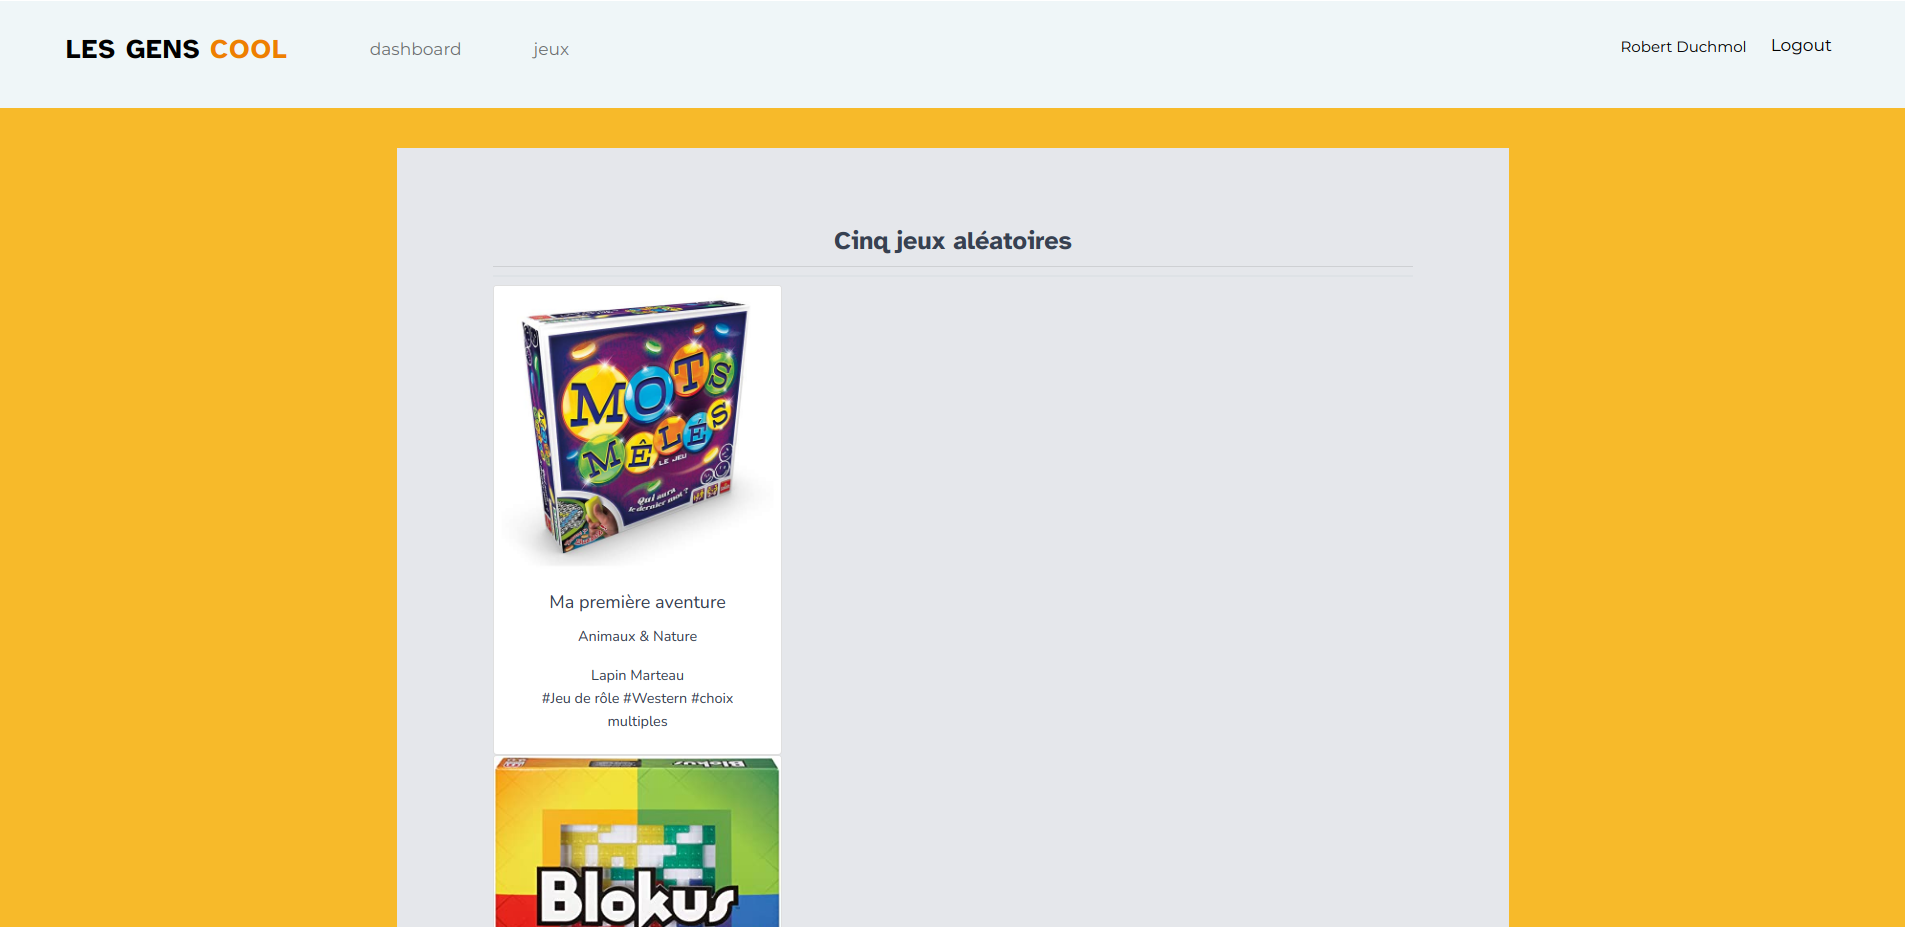 LES GENS COOL
dashboard
jeux
Robert Duchmol
Logout
Cinq jeux aléatoires
MOTS
MÊLÉS
LE JEU
Qui aura
le dernier mot ?
Ma première aventure
Animaux & Nature
Lapin Marteau
#Jeu de rôle #Western #choix
multiples
Blokus
Blokus